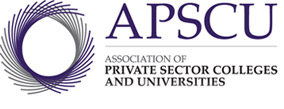 APSCU
ASSOCIATION OF
PRIVATE SECTOR COLLEGES
AND UNIVERSITIES